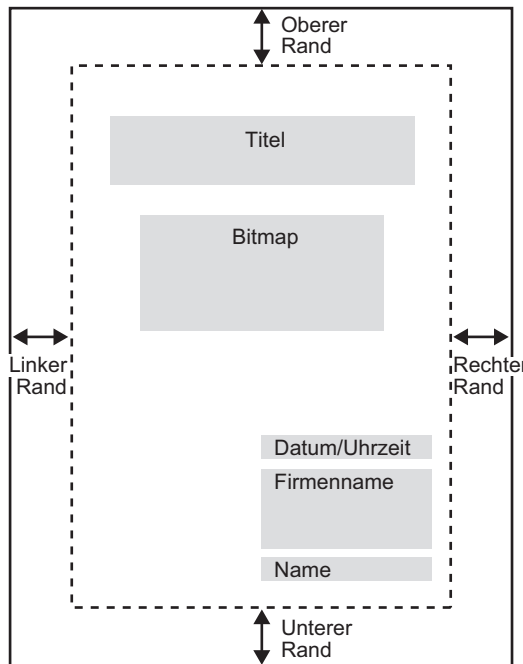 Oberer
Rand
Titel
Bitmap
Linker
Rand
Rechter
Rand
Datum/Uhrzeit
Firmenname
Name
Unterer
Rand